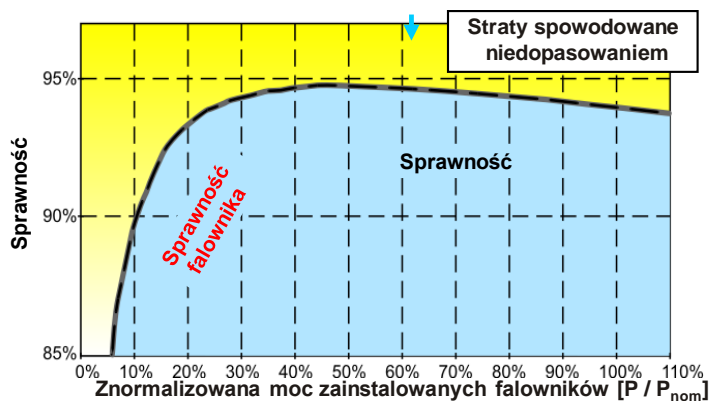 Straty spowodowane
niedopasowaniem
95%
Sprawność
Sprawność
falownika
Sprawność
90%
85%
0% 10% 20% 30% 40% 50% 60% 70% 80% 90% 100% 110%
Znormalizowana moc zainstalowanych falowników [P / Pnom]